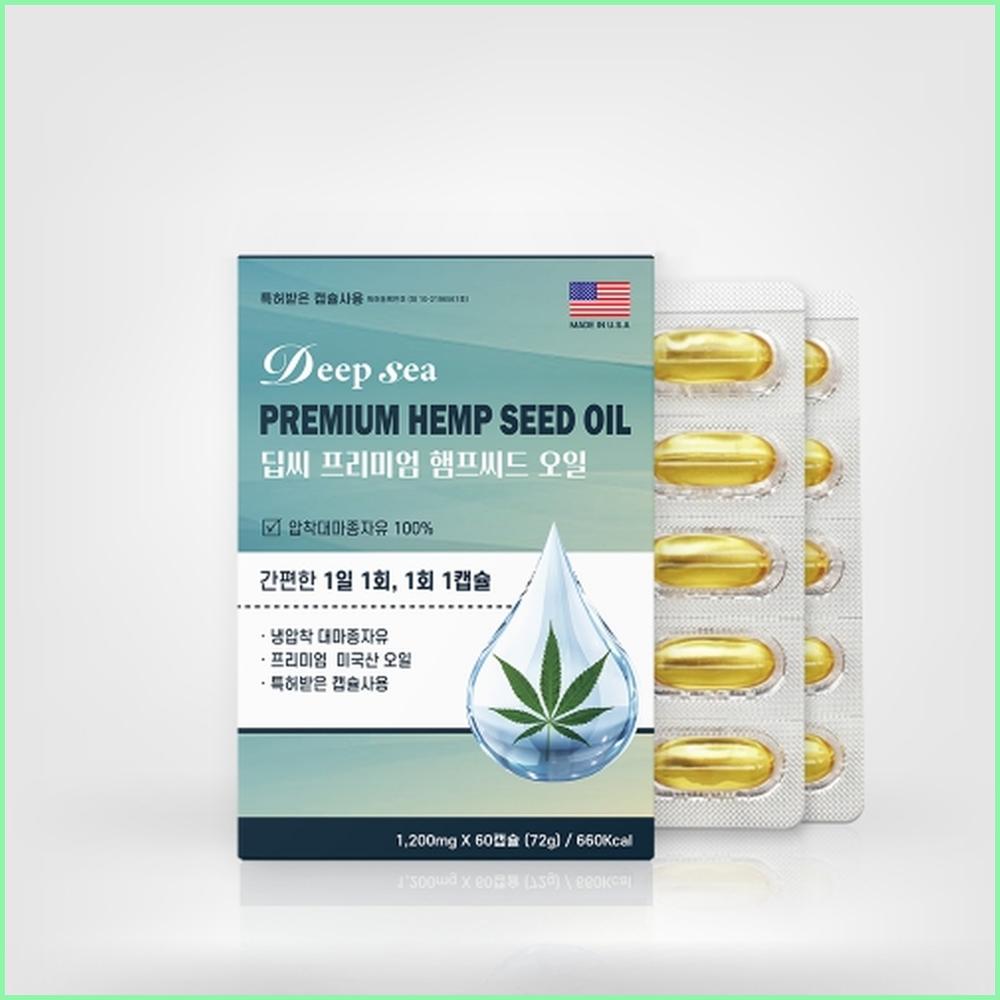 특허받은 캡슐사용
MADE IN U.S.A
Deep sea
PREMIUM HEMP SEED OIL
딥씨 프리미엄 햄프씨드 오일
☑ 압착대마종자유 100%
간편한 1일 1회, 1회 1캡슐
· 냉압착 대마종자유
· 프리미엄 미국산 오일
· 특허받은 캡슐사용
1,200mg X 60캡슐 (72g) / 660Kcal